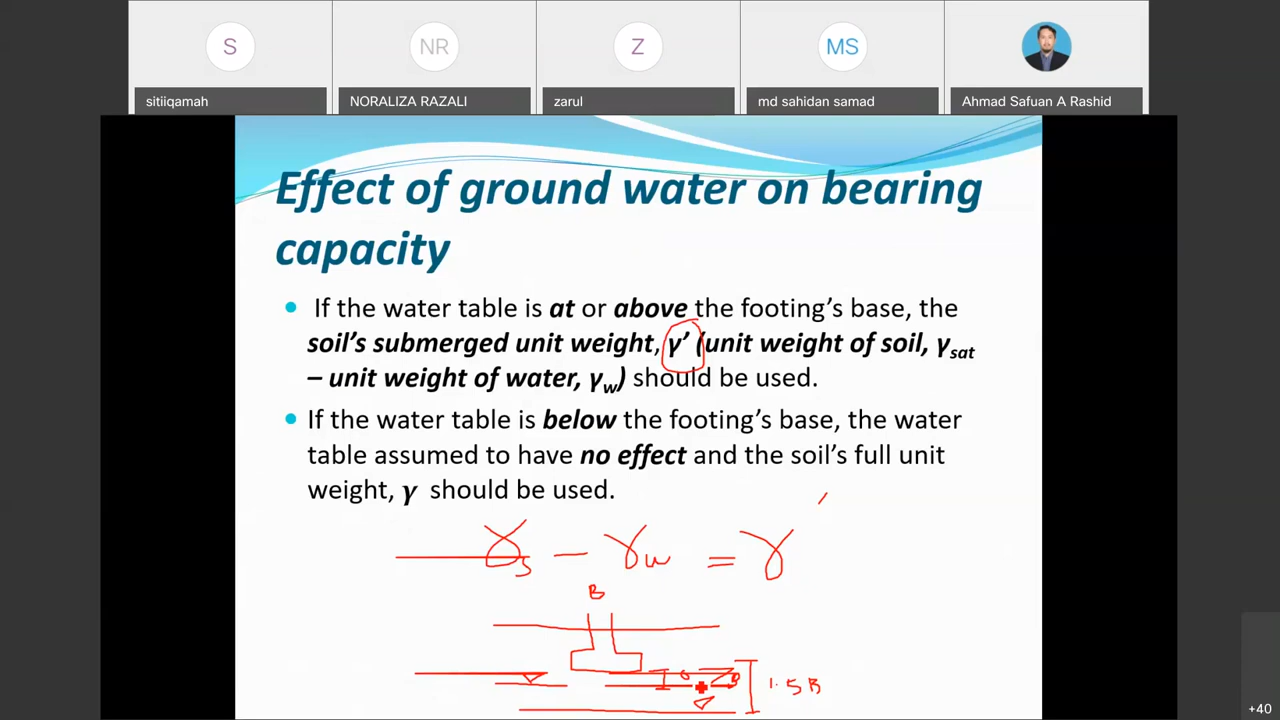 S
NR
Z
MS
sitiiqamah
NORALIZA RAZALI
zarul
md sahidan samad
Ahmad Safuan A Rashid
Effect of ground water on bearing
capacity
• If the water table is at or above the footing’s base, the
soil’s submerged unit weight, γ’ (unit weight of soil, γsat
– unit weight of water, γw) should be used.
• If the water table is below the footing’s base, the water
table assumed to have no effect and the soil’s full unit
weight, γ should be used.
γs – γw = γ'
B
1.5B
+40